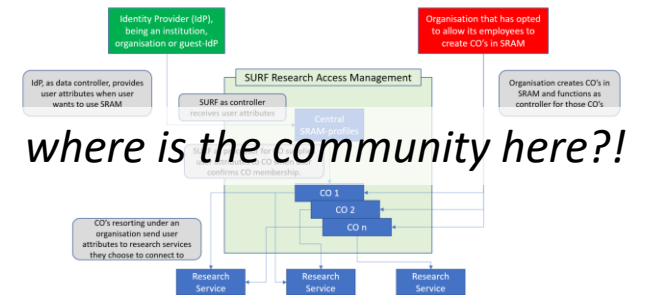 Identity Provider (IdP),
being an institution,
organisation or guest-IdP
Organisation that has opted
to allow its employees to
create CO's in SRAM
IdP, as data controller, provides
user attributes when user
wants to use SRAM
SURF Research Access Management
Organisation creates CO's in
SRAM and functions as
controller for those CO's
SURF as controller
receives user attributes
Central
SRAM-profiles
where is the community here?!
confirms CO membership.
CO 1
CO 2
CO n
CO's resorting under an
organisation send user
attributes to research services
they choose to connect to
Research
Service
Research
Service
Research
Service